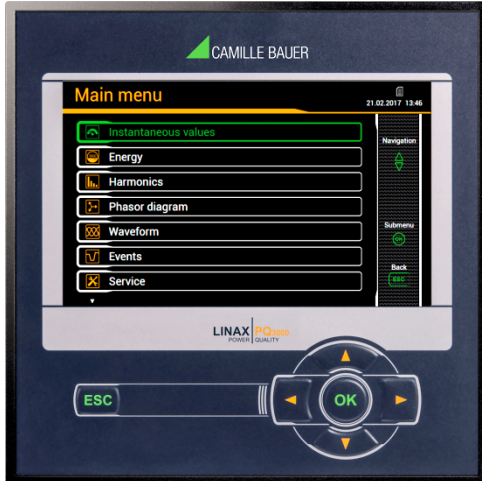 CAMILLE BAUER
Main menu
21.02.2017 13:46
Instantaneous values
Navigation
Energy
Harmonics
Phasor diagram
Submenu
Waveform
OK
Events
Back
Service
ESC
LINAX PQ3000
POWER QUALITY
ESC
OK